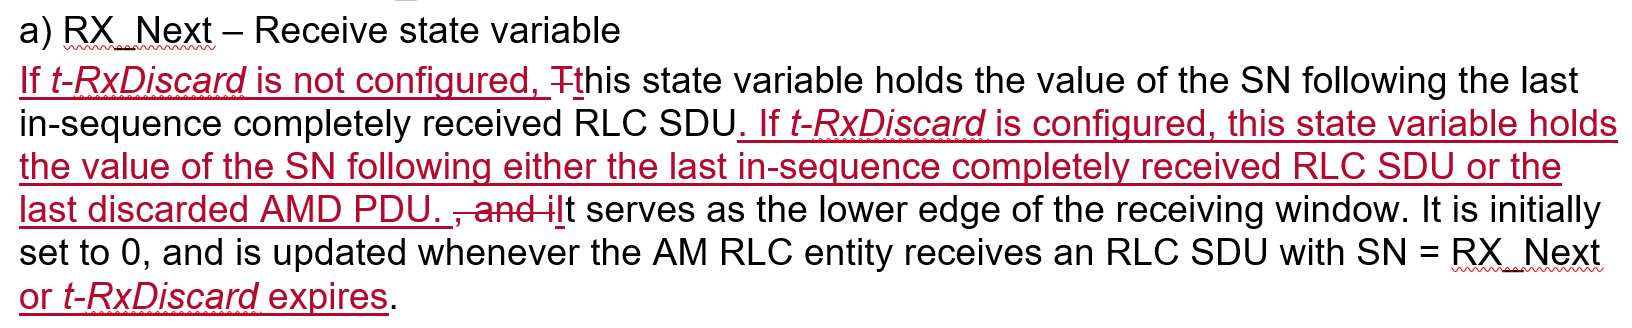 a) RX_Next – Receive state variable
If t-RxDiscard is not configured, Tthis state variable holds the value of the SN following the last
in-sequence completely received RLC SDU. If t-RxDiscard is configured, this state variable holds
the value of the SN following either the last in-sequence completely received RLC SDU or the
last discarded AMD PDU. , and iIt serves as the lower edge of the receiving window. It is initially
set to 0, and is updated whenever the AM RLC entity receives an RLC SDU with SN = RX_Next
or t-RxDiscard expires.